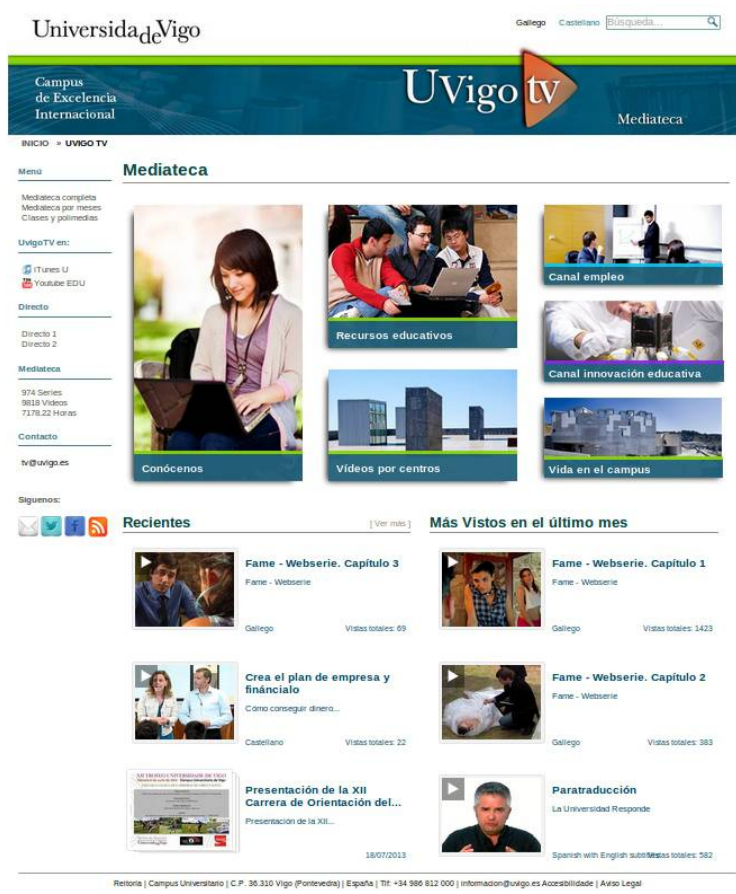 UniversidadeVigo
Gallego Castellano Búsqueda...
Campus
de Excelencia
Internacional
UVigo tv
Mediateca
INICIO » UVIGO TV
Menú
Mediateca completa
Mediateca por meses
Clases y polimedias
UvigoTV en:
iTunes U
Youtube EDU
Directo
Directo 1
Directo 2
Mediateca
974 Series
9818 Videos
7178.22 Horas
Contacto
tv@uvigo.es
Siguenos:
Mediateca
Conócenos
Recursos educativos
Vídeos por centros
Canal empleo
Canal innovación educativa
Vida en el campus
Recientes
[ Ver más ]
Fame - Webserie. Capítulo 3
Fame - Webserie
Gallego Vistas totales: 69
Crea el plan de empresa y
fináncialo
Cómo conseguir dinero...
Castellano Vistas totales: 22
XII TROFEO UNIVERSIDADE DE VIGO
Presentación de la XII
Carrera de Orientación del...
Presentación de la XII...
18/07/2013
Más Vistos en el último mes
Fame - Webserie. Capítulo 1
Fame - Webserie
Gallego Vistas totales: 1423
Fame - Webserie. Capítulo 2
Fame - Webserie
Gallego Vistas totales: 383
Paratraducción
La Universidad Responde
Spanish with English subtitles Vistas totales: 582
Reitoría | Campus Universitario | C.P. 36.310 Vigo (Pontevedra) | España | Tlf: +34 986 812 000 | informacion@uvigo.es Accesibilidade | Aviso Legal